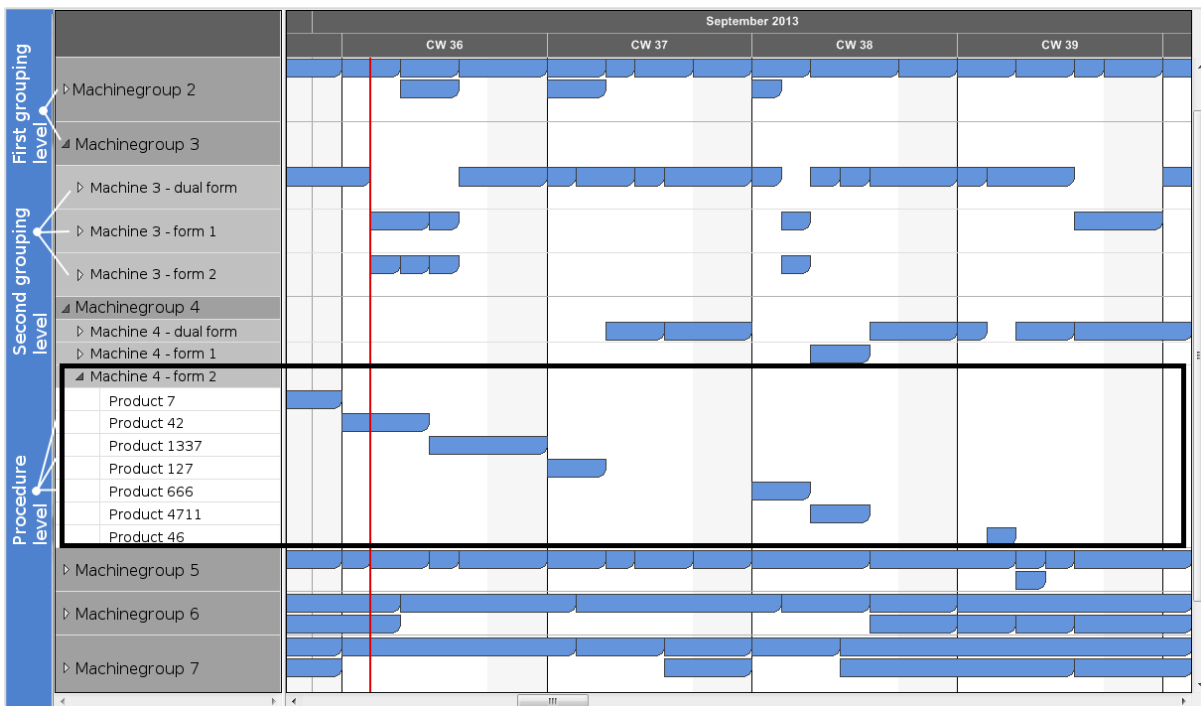 September 2013
CW 36
CW 37
CW 38
CW 39
First grouping
level
Machinegroup 2
Machinegroup 3
Machine 3 - dual form
Second grouping
level
Machine 3 - form 1
Machine 3 - form 2
Machinegroup 4
Machine 4 - dual form
Machine 4 - form 1
Machine 4 - form 2
Procedure
level
Product 7
Product 42
Product 1337
Product 127
Product 666
Product 4711
Product 46
Machinegroup 5
Machinegroup 6
Machinegroup 7